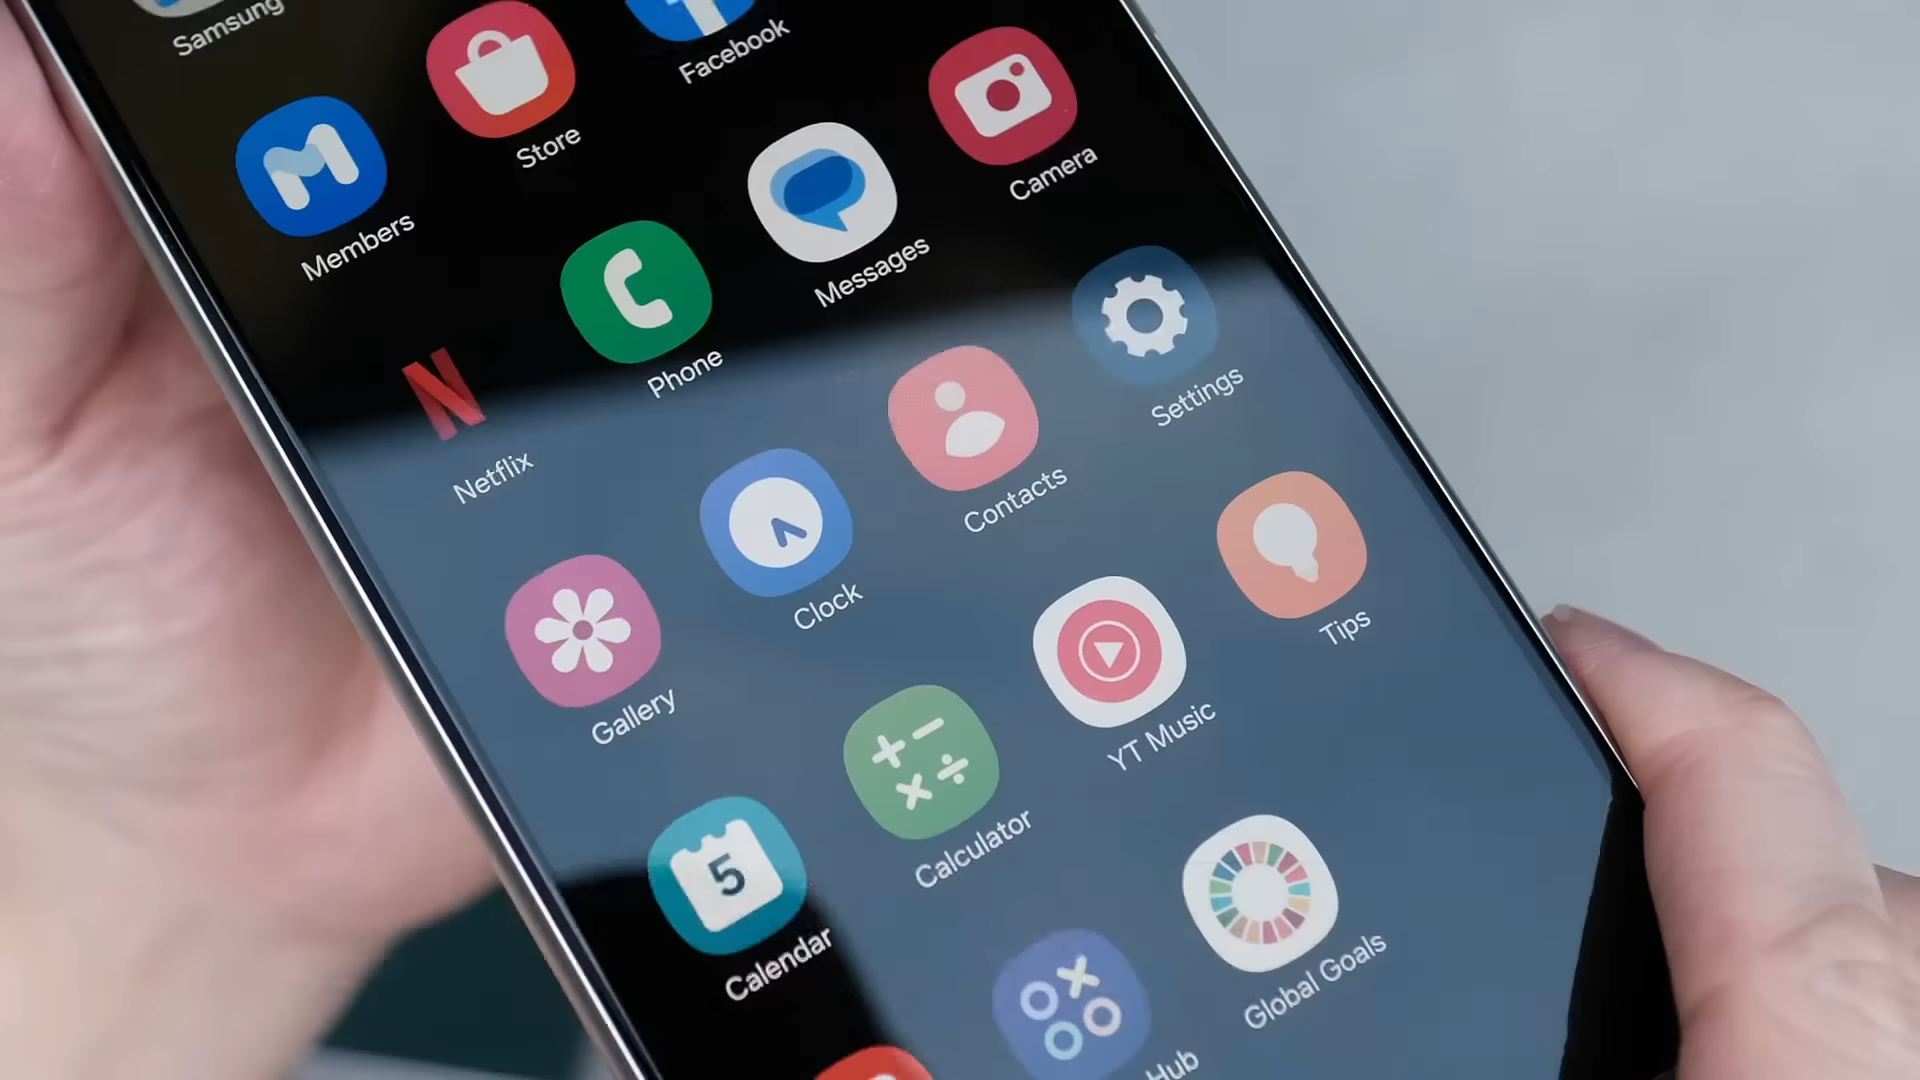 Samsung
Store
Facebook
Members
Phone
Messages
Camera
Netflix
Clock
Contacts
Settings
Gallery
Calculator
YT Music
Tips
5
Calendar
Hub
Global Goals